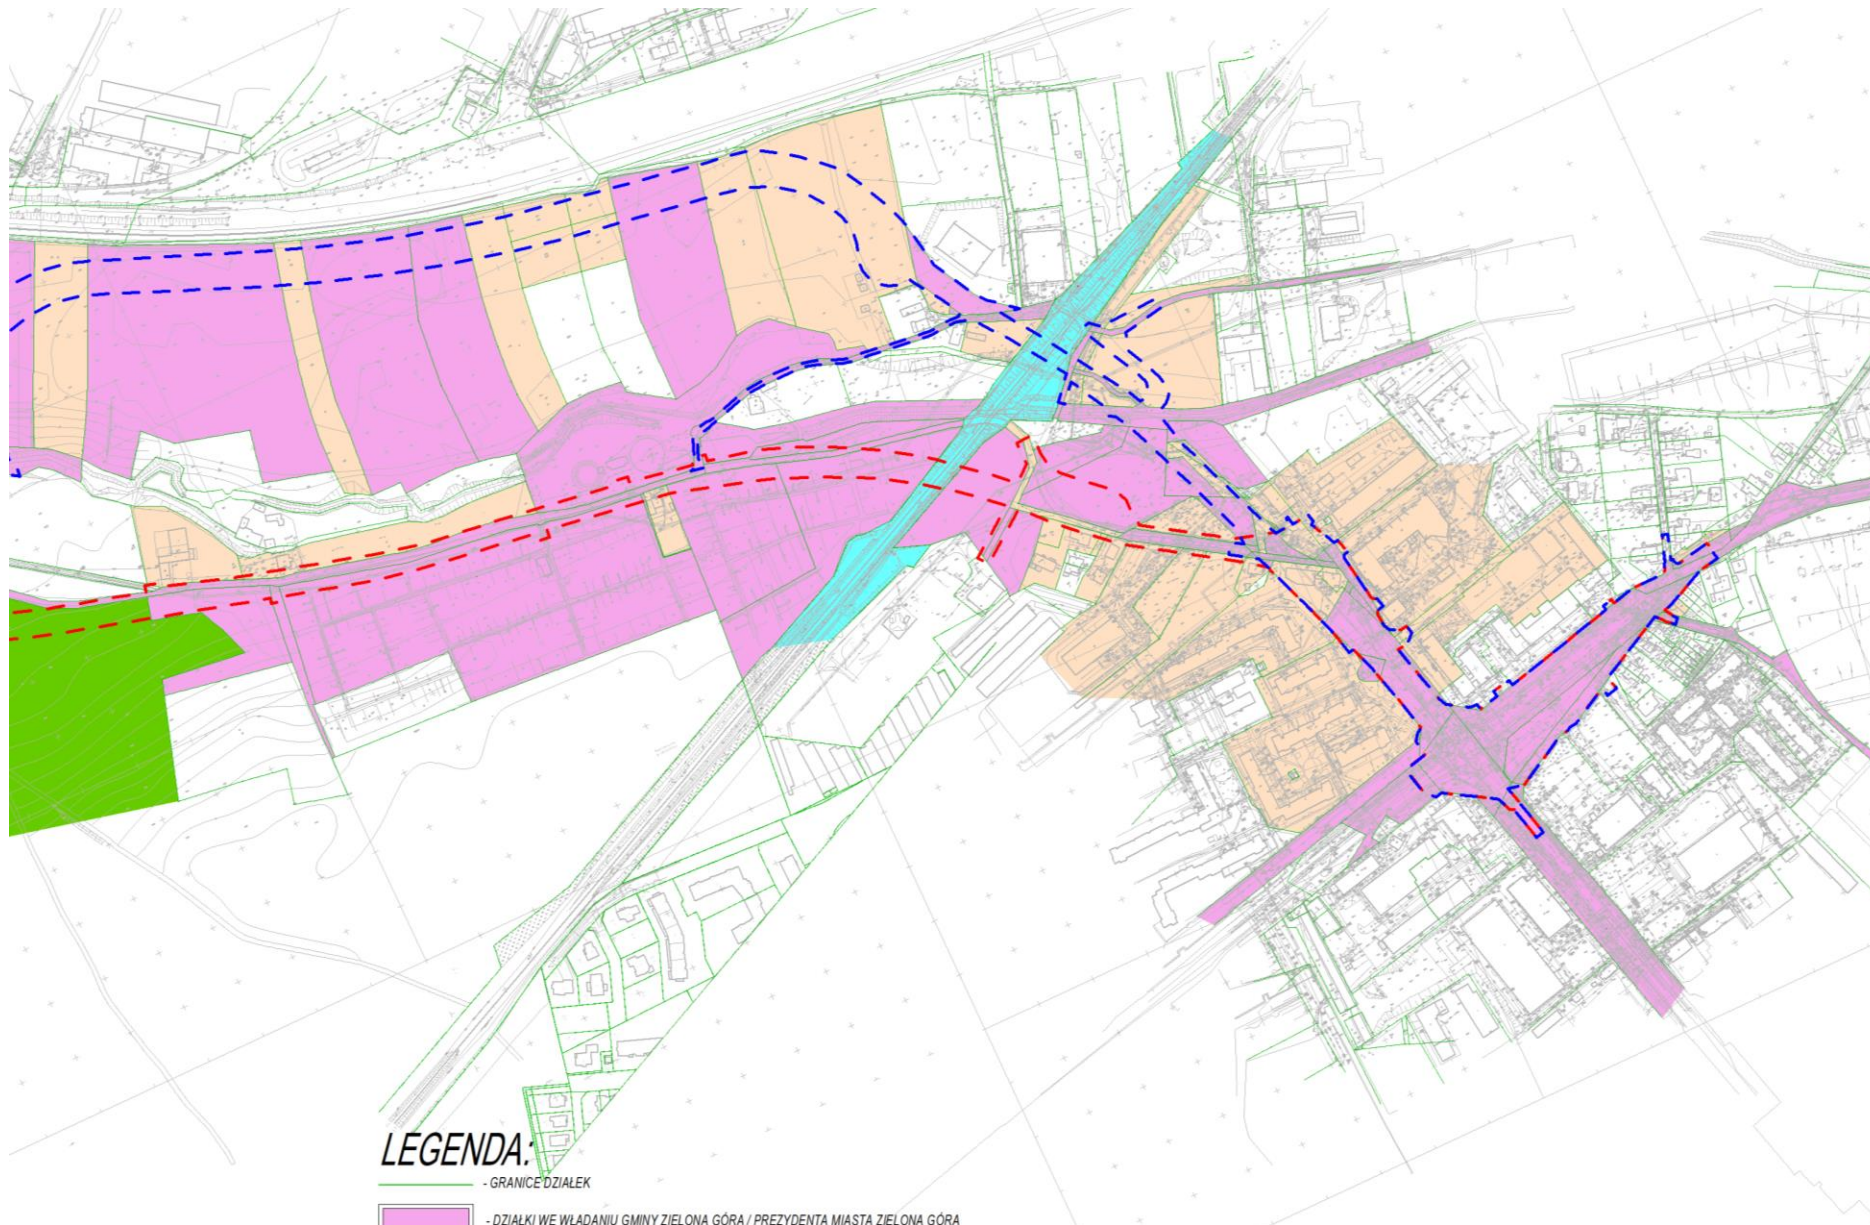 LEGENDA:
- GRANICE DZIAŁEK
- DZIAŁKI WE WŁADANIU GMINY ZIELONA GÓRA / PREZYDENTA MIASTA ZIELONA GÓRA